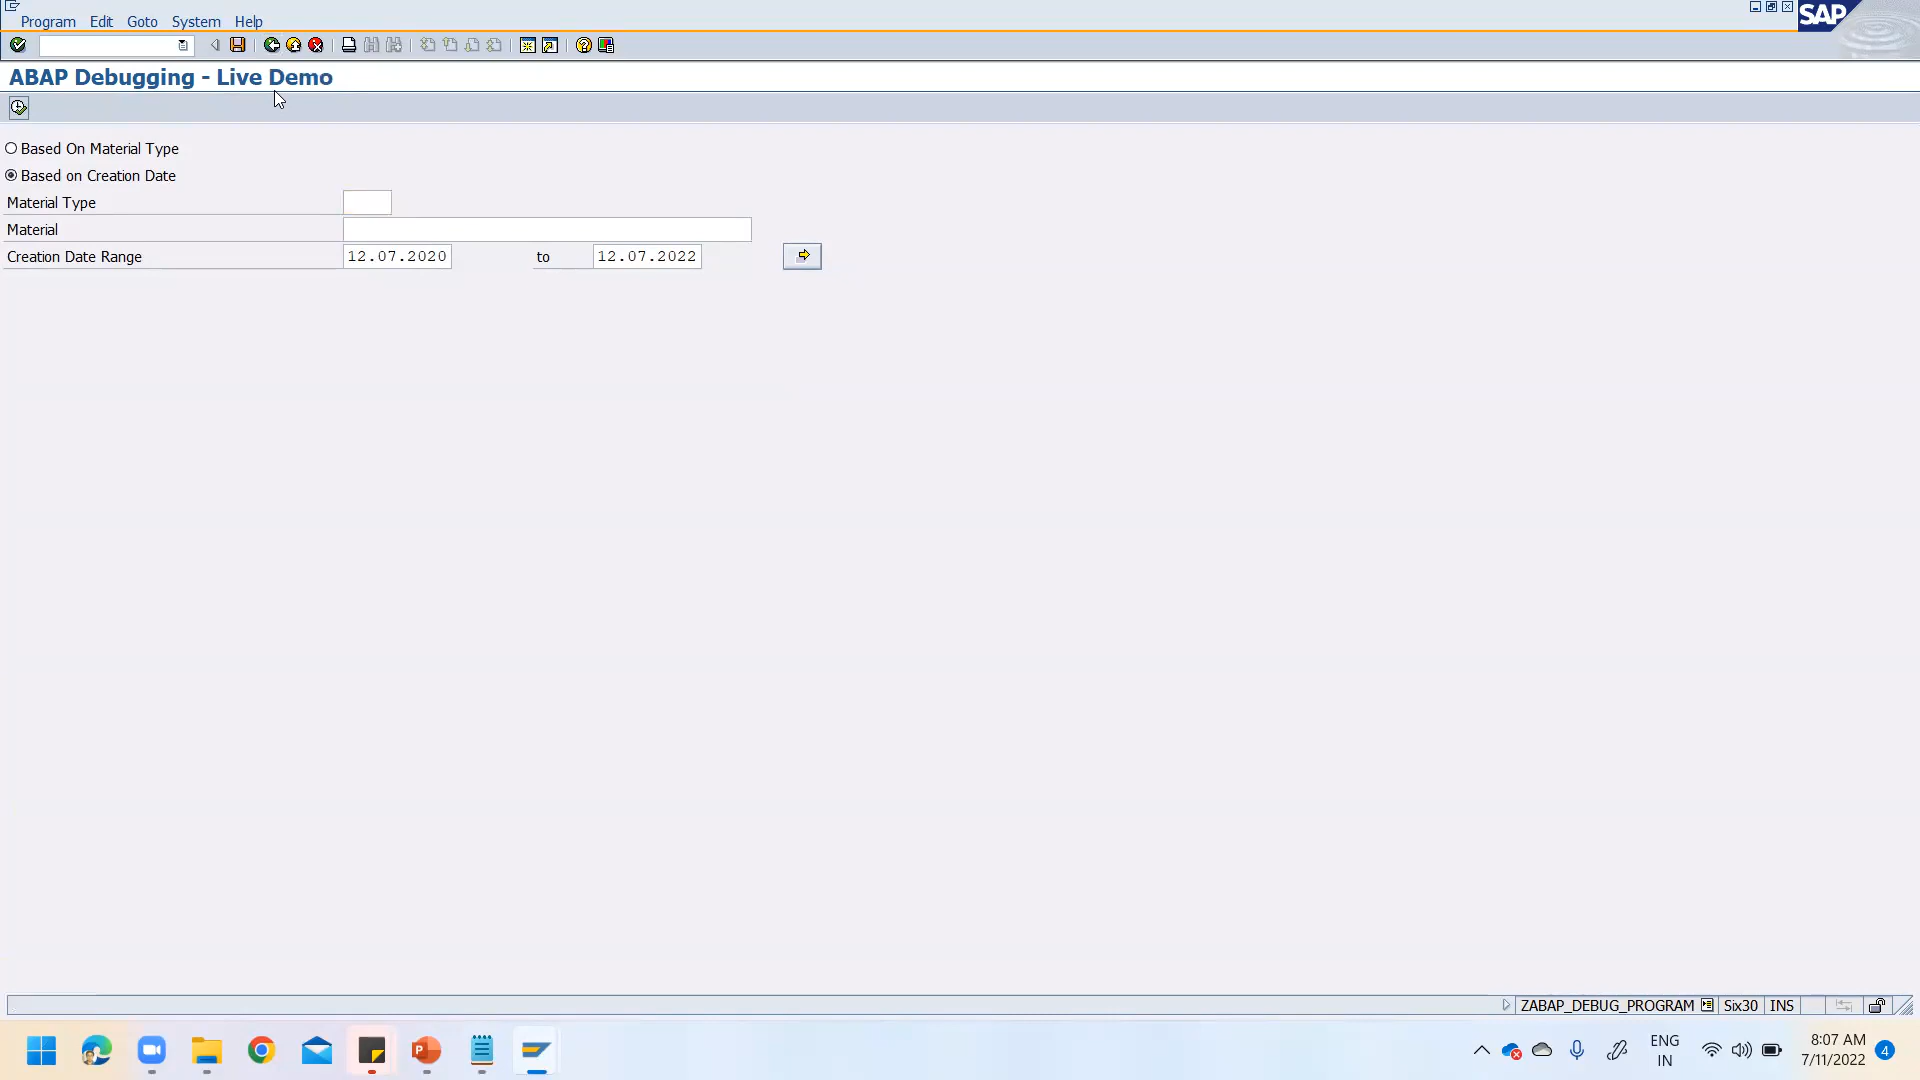 Program Edit Goto System Help
SAP
ABAP Debugging - Live Demo
Based On Material Type
Based on Creation Date
Material Type
Material
Creation Date Range 12.07.2020 to 12.07.2022
ZABAP_DEBUG_PROGRAM Six30 INS
ENG 8:07 AM
IN 7/11/2022 4